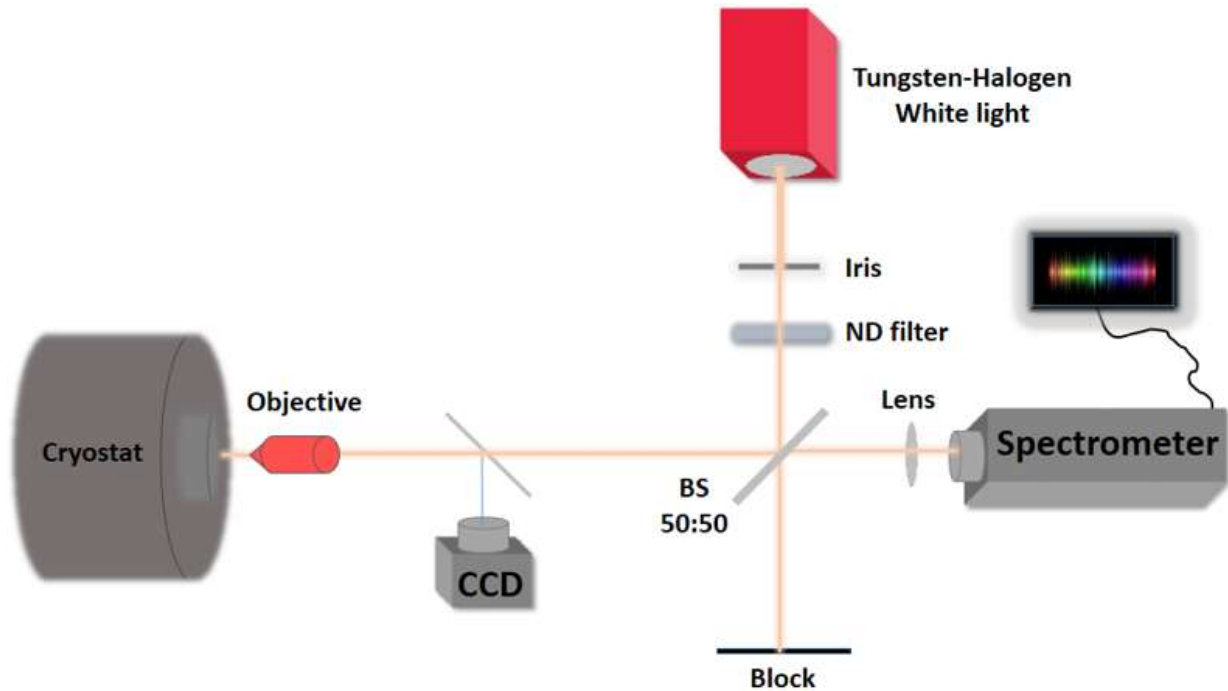 Tungsten-Halogen
White light
Iris
ND filter
Objective
Lens
Cryostat
Spectrometer
BS
50:50
CCD
Block